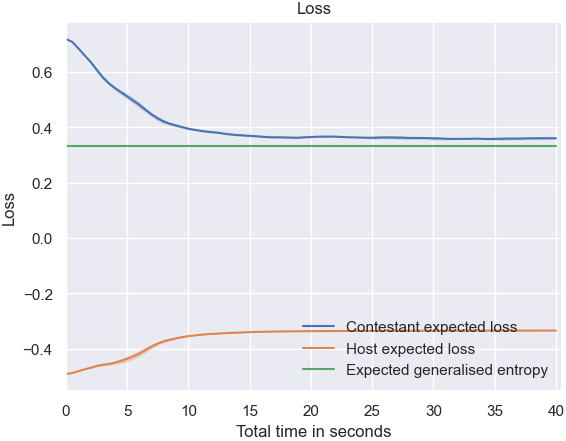 Loss
0.6
0.4
0.2
0.0
−0.2
−0.4
Loss
Contestant expected loss
Host expected loss
Expected generalised entropy
0 5 10 15 20 25 30 35 40
Total time in seconds